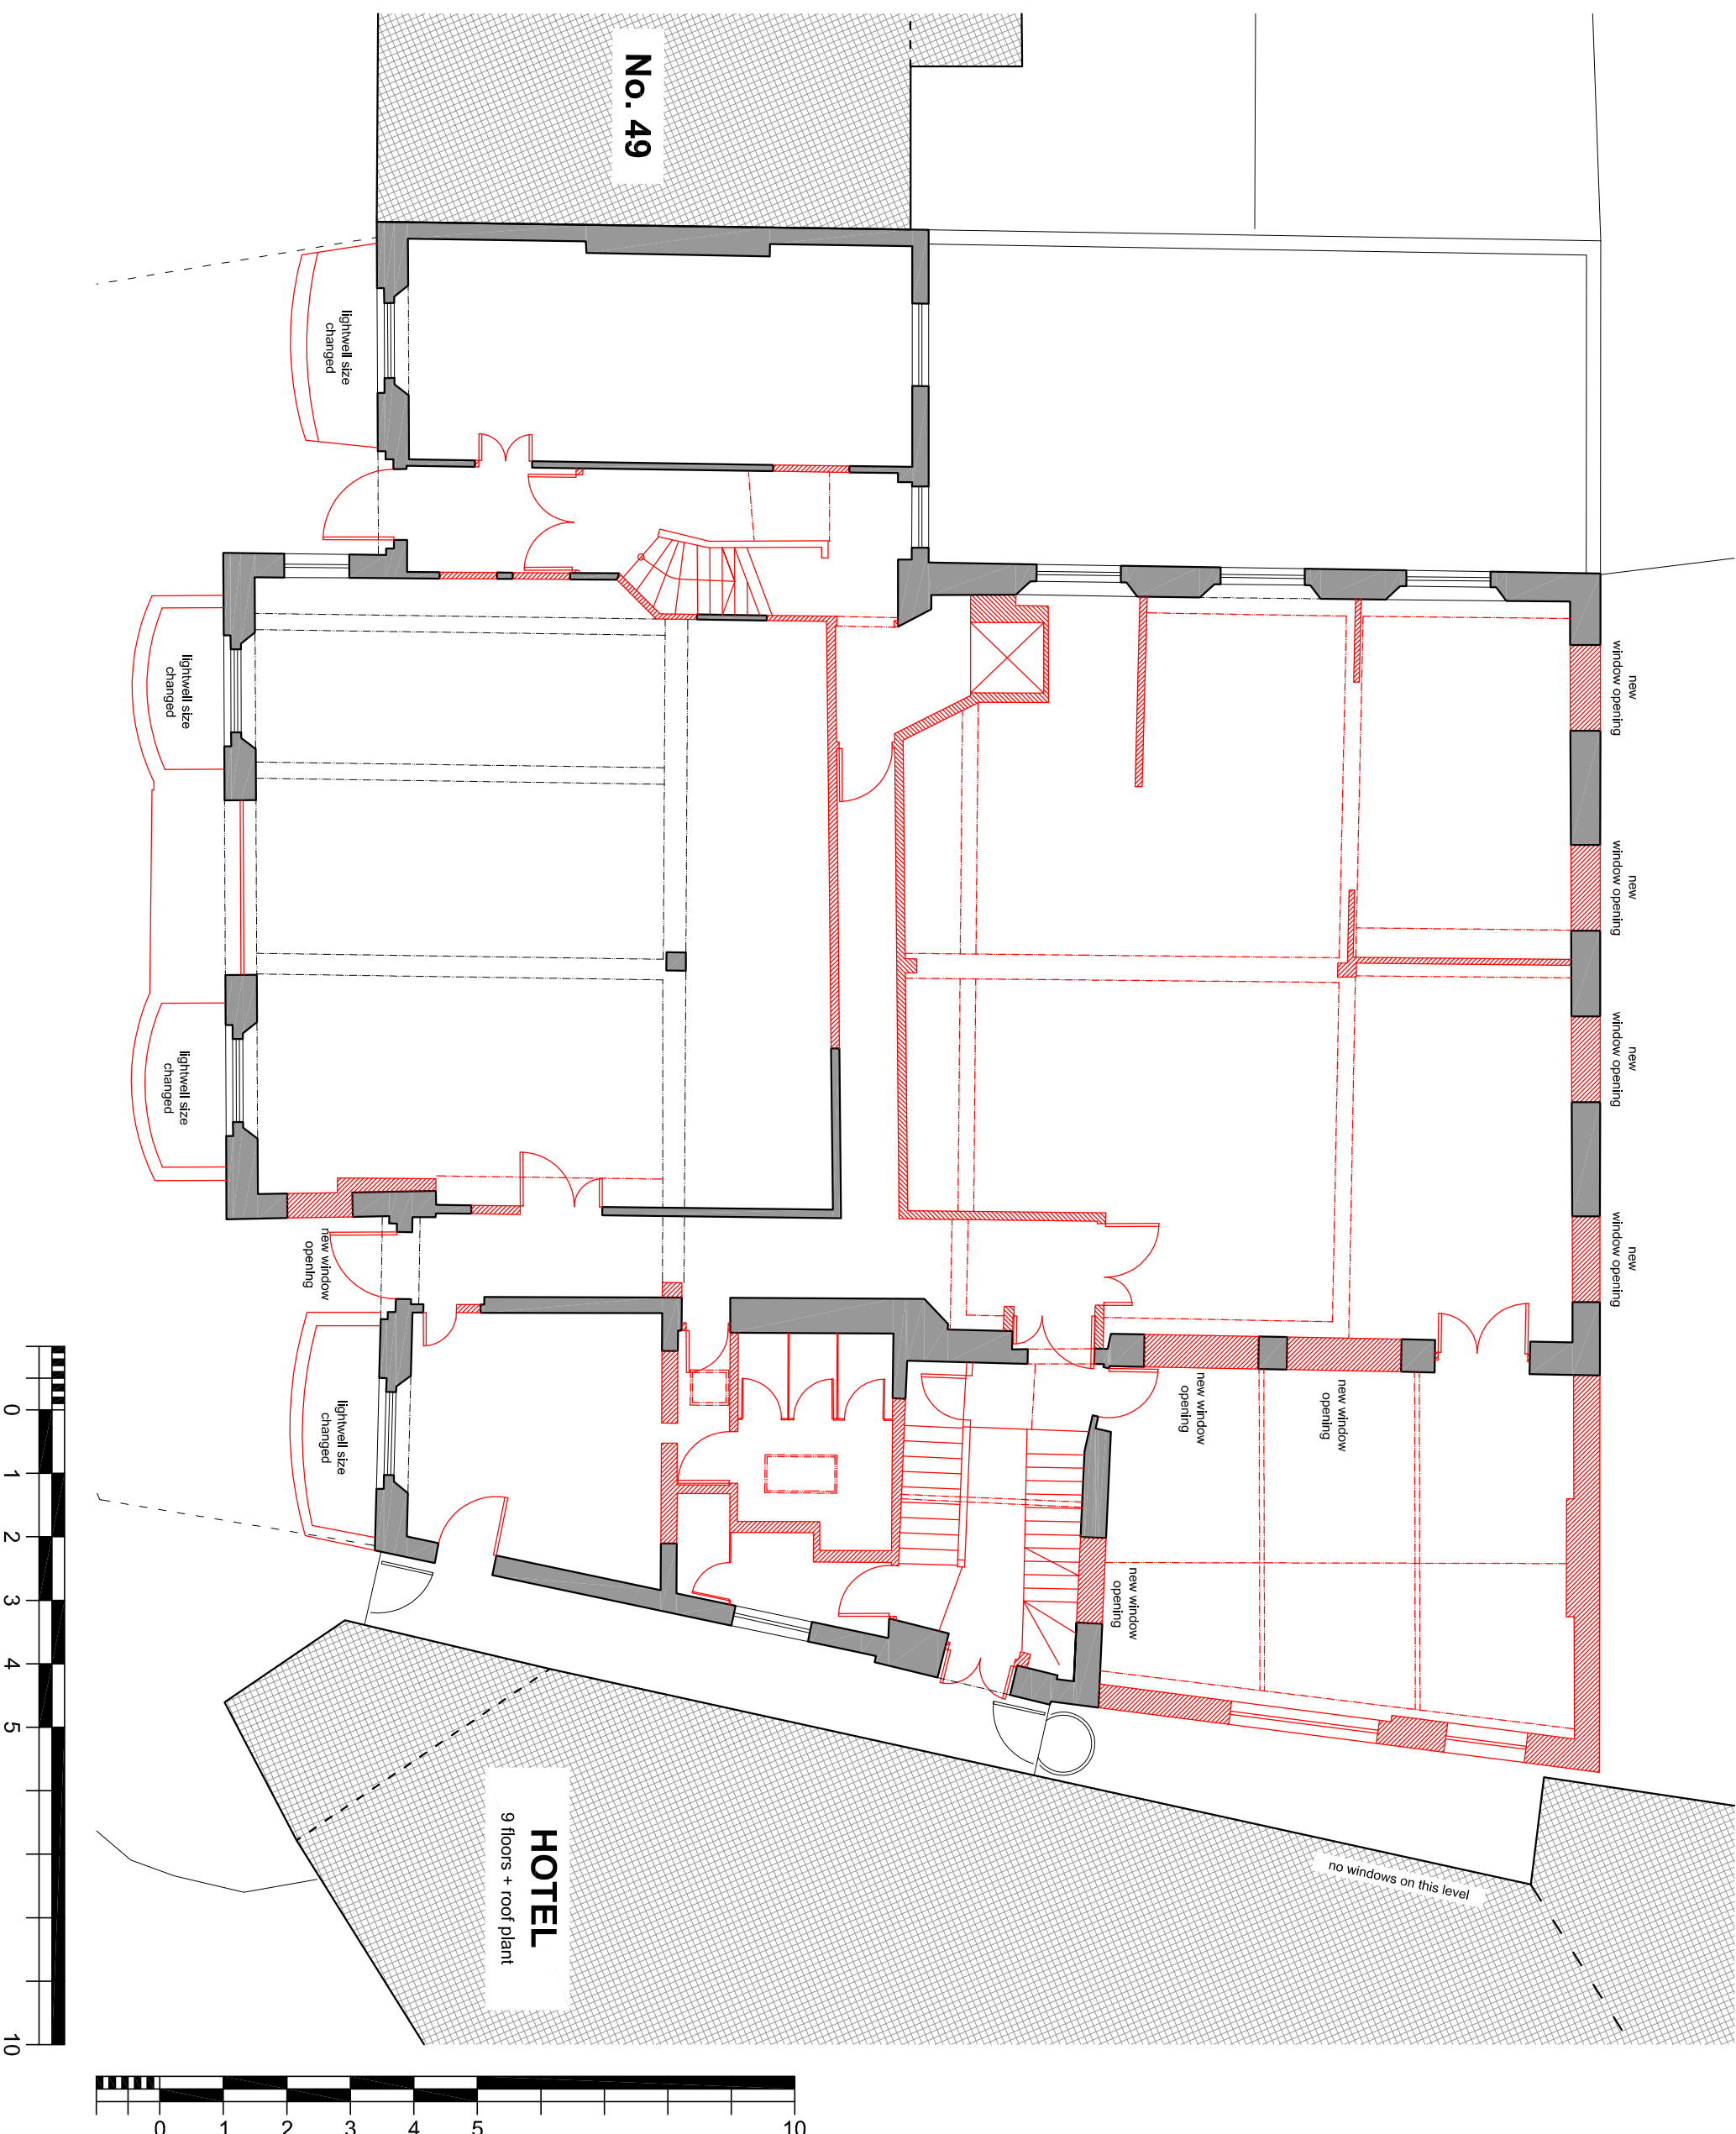 No. 49
lightwell size
changed
new
window opening
lightwell size
changed
new
window opening
new
window opening
lightwell size
changed
new
window opening
new window
opening
new window
opening
new window
opening
lightwell size
changed
new window
opening
HOTEL
9 floors + roof plant
no windows on this level
0
1
2
3
4
5
10
0 1 2 3 4 5 10